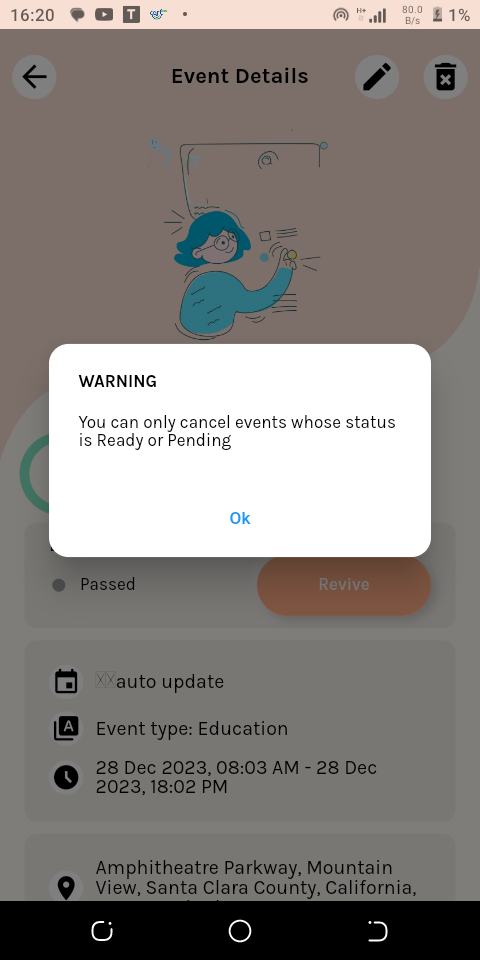 16:20 T H+ 80.0 B/s 1%
Event Details
WARNING
You can only cancel events whose status
is Ready or Pending
Ok
Passed
Revive
auto update
A
Event type: Education
28 Dec 2023, 08:03 AM - 28 Dec
2023, 18:02 PM
Amphitheatre Parkway, Mountain
View, Santa Clara County, California,